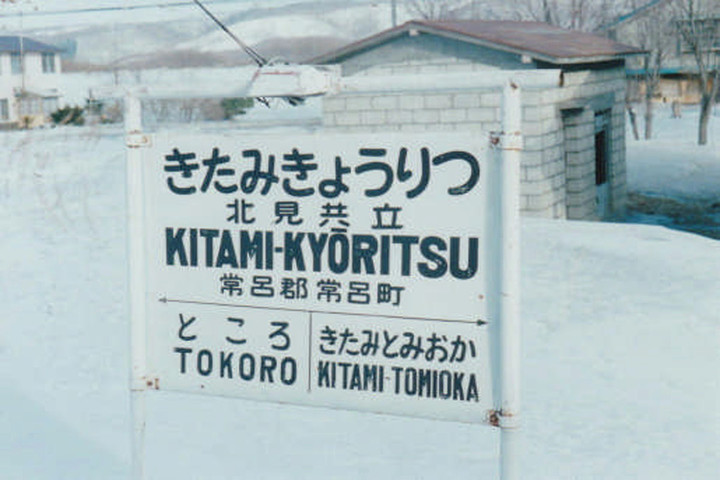 きたみきょうりつ
北見共立
KITAMI-KYŌRITSU
常呂郡常呂町
ところ
TOKORO
きたみとみおか
KITAMI-TOMIOKA